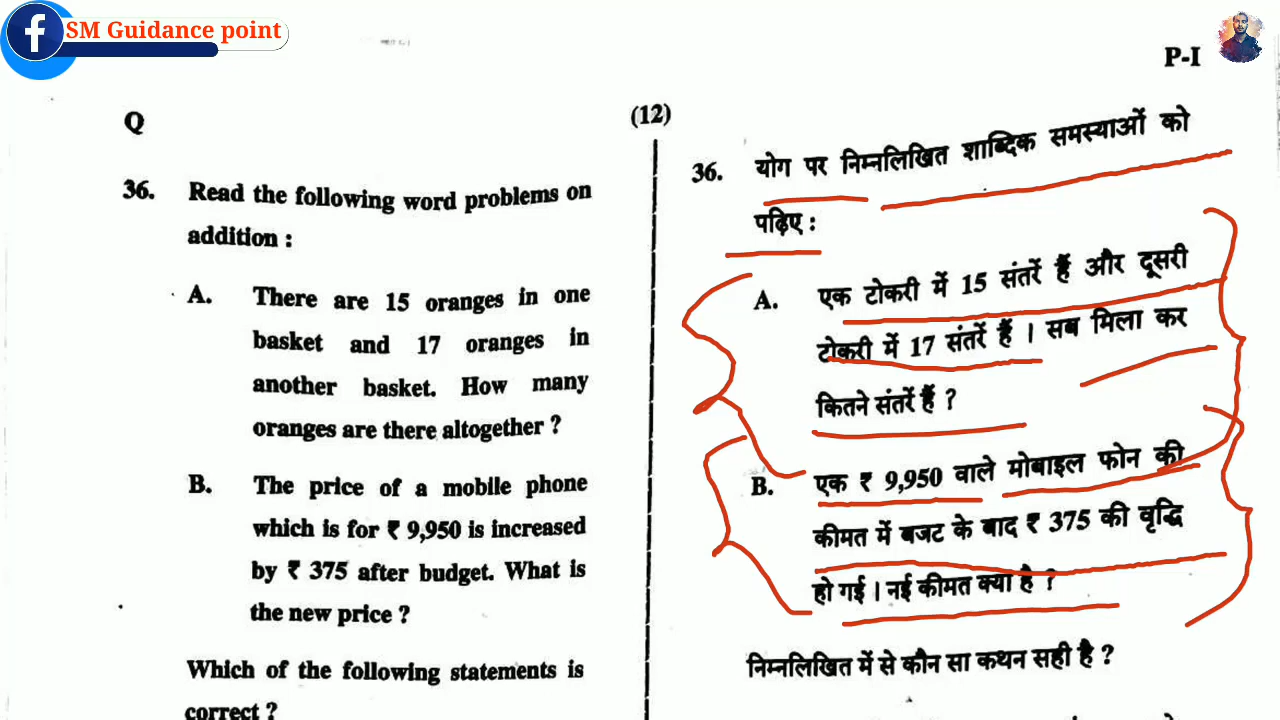 SM Guidance point
P-I
Q
(12)
36. Read the following word problems on
addition :
A. There are 15 oranges in one
basket and 17 oranges in
another basket. How many
oranges are there altogether ?
B. The price of a mobile phone
which is for ₹ 9,950 is increased
by ₹ 375 after budget. What is
the new price ?
Which of the following statements is
correct ?
36. योग पर निम्नलिखित शाब्दिक समस्याओं को
पढ़िए :
A. एक टोकरी में 15 संतरें हैं और दूसरी
टोकरी में 17 संतरें हैं । सब मिला कर
कितने संतरें हैं ?
B. एक ₹ 9,950 वाले मोबाइल फोन की
कीमत में बजट के बाद ₹ 375 की वृद्धि
हो गई । नई कीमत क्या है ?
निम्नलिखित में से कौन सा कथन सही है ?